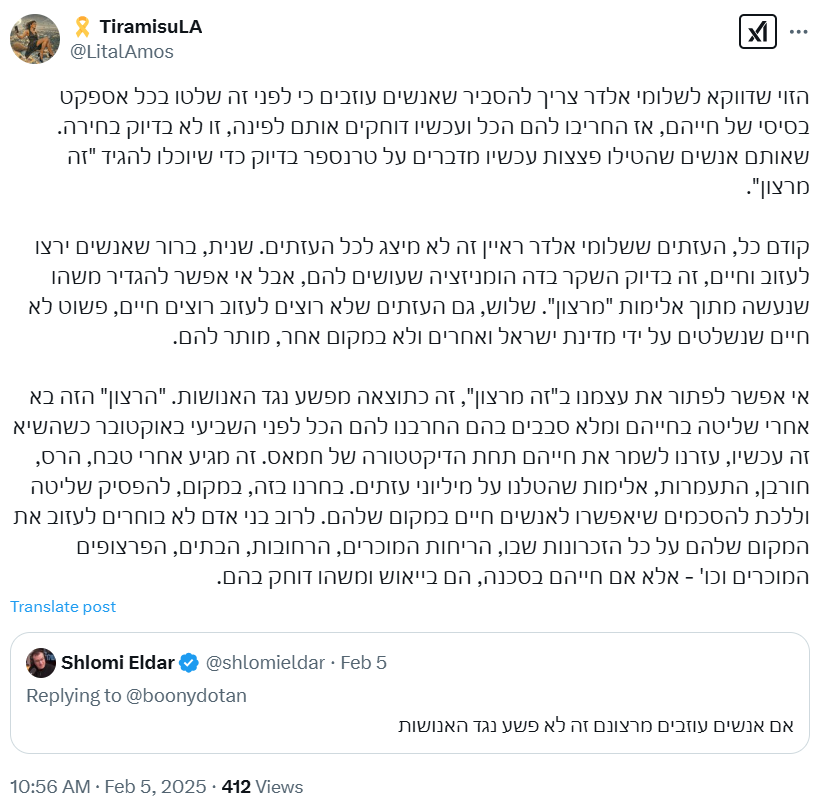 🎗️ TiramisuLA
@LitalAmos
הזוי שדווקא לשלומי אלדר צריך להסביר שאנשים עוזבים כי לפני זה שלטו בכל אספקט
בסיסי של חייהם, אז החריבו להם הכל ועכשיו דוחקים אותם לפינה, זו לא בדיוק בחירה.
שאותם אנשים שהטילו פצצות עכשיו מדברים על טרנספר בדיוק כדי שיוכלו להגיד "זה
מרצון".
קודם כל, העזתים ששלומי אלדר ראיין זה לא מיצג לכל העזתים. שנית, ברור שאנשים ירצו
לעזוב וחיים, זה בדיוק השקר בדה הומניזציה שעושים להם, אבל אי אפשר להגדיר משהו
שנעשה מתוך אלימות "מרצון". שלוש, גם העזתים שלא רוצים לעזוב רוצים חיים, פשוט לא
חיים שנשלטים על ידי מדינת ישראל ואחרים ולא במקום אחר, מותר להם.
אי אפשר לפתור את עצמנו ב"זה מרצון", זה כתוצאה מפשע נגד האנושות. "הרצון" הזה בא
אחרי שליטה בחייהם ומלא סבבים בהם החרבנו להם הכל לפני השביעי באוקטובר כשהשיא
זה עכשיו, עזרנו לשמר את חייהם תחת הדיקטטורה של חמאס. זה מגיע אחרי טבח, הרס,
חורבן, התעמרות, אלימות שהטלנו על מיליוני עזתים. בחרנו בזה, במקום, להפסיק שליטה
וללכת להסכמים שיאפשרו לאנשים חיים במקום שלהם. לרוב בני אדם לא בוחרים לעזוב את
המקום שלהם על כל הזכרונות שבו, הריחות המוכרים, הרחובות, הבתים, הפרצופים
המוכרים וכו' - אלא אם חייהם בסכנה, הם בייאוש ומשהו דוחק בהם.
Translate post
Shlomi Eldar @shlomieldar · Feb 5
Replying to @boonydotan
אם אנשים עוזבים מרצונם זה לא פשע נגד האנושות
10:56 AM · Feb 5, 2025 · 412 Views